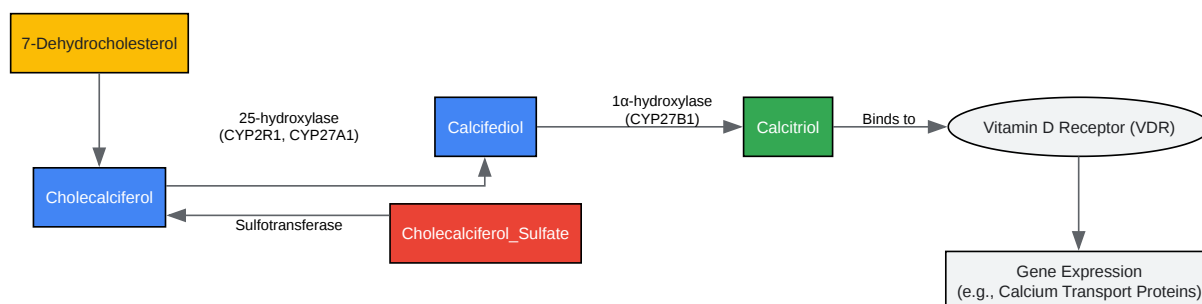 7-Dehydrocholesterol
25-hydroxylase
(CYP2R1, CYP27A1)
Cholecalciferol
Sulfotransferase
Cholecalciferol_Sulfate
Calcifediol
1α-hydroxylase
(CYP27B1)
Calcitriol
Binds to
Vitamin D Receptor (VDR)
Gene Expression
(e.g., Calcium Transport Proteins)